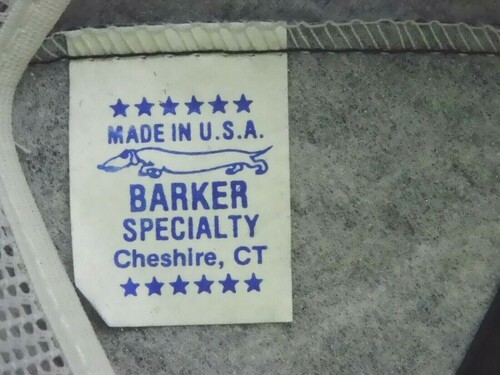 MADE IN U.S.A.
BARKER
SPECIALTY
Cheshire, CT